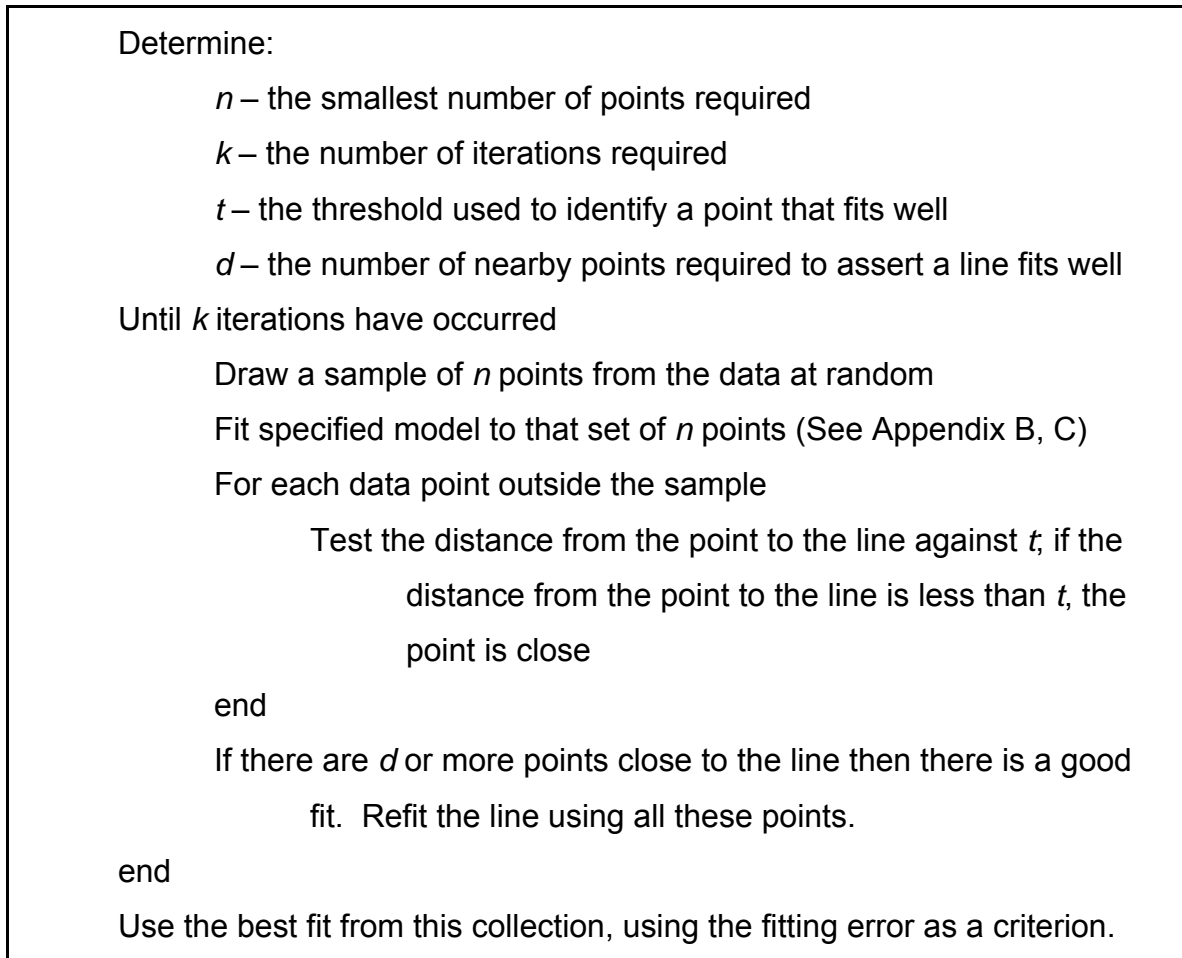 Determine:
n – the smallest number of points required
k – the number of iterations required
t – the threshold used to identify a point that fits well
d – the number of nearby points required to assert a line fits well
Until k iterations have occurred
Draw a sample of n points from the data at random
Fit specified model to that set of n points (See Appendix B, C)
For each data point outside the sample
Test the distance from the point to the line against t; if the
distance from the point to the line is less than t, the
point is close
end
If there are d or more points close to the line then there is a good
fit.  Refit the line using all these points.
end
Use the best fit from this collection, using the fitting error as a criterion.